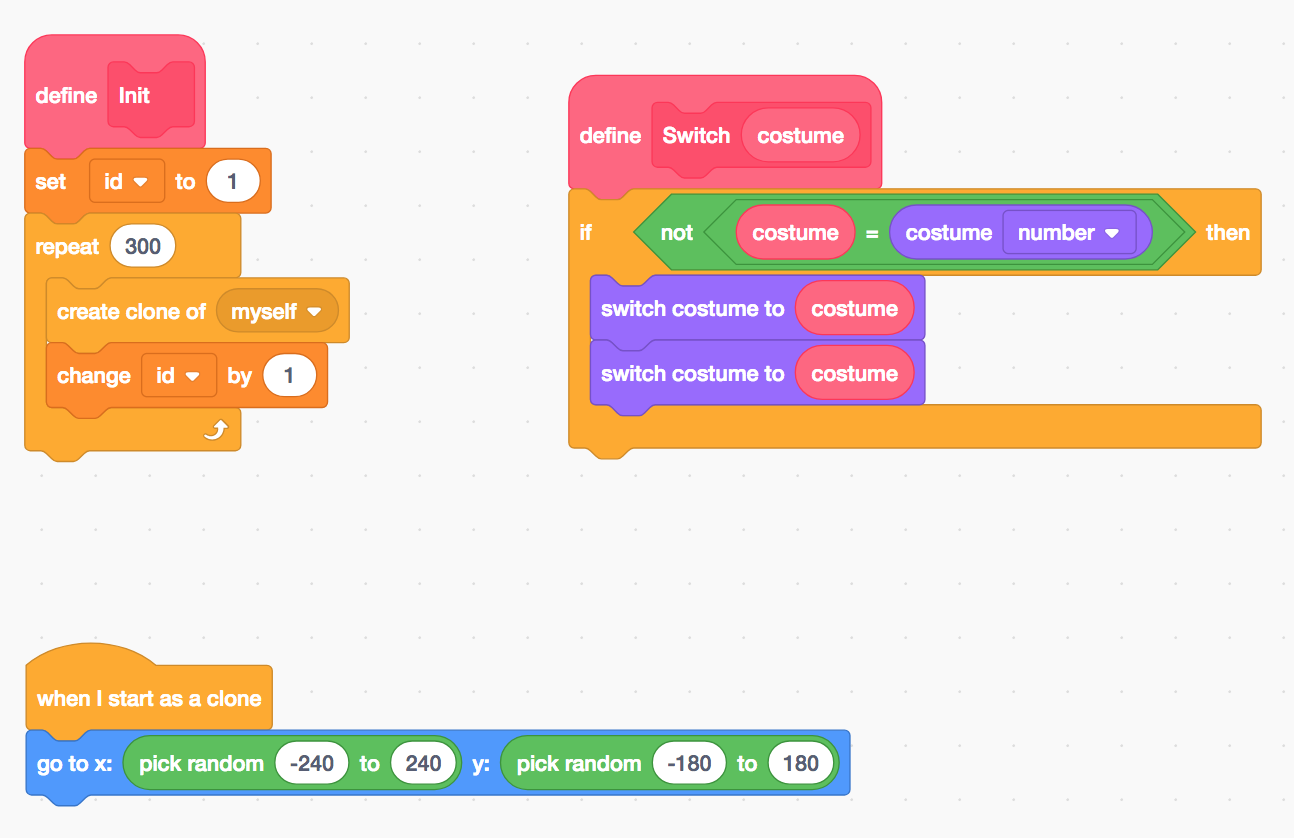 define Init
set id to 1
repeat 300
create clone of myself
change id by 1
define Switch costume
if not costume = costume number then
switch costume to costume
switch costume to costume
when I start as a clone
go to x: pick random -240 to 240 y: pick random -180 to 180